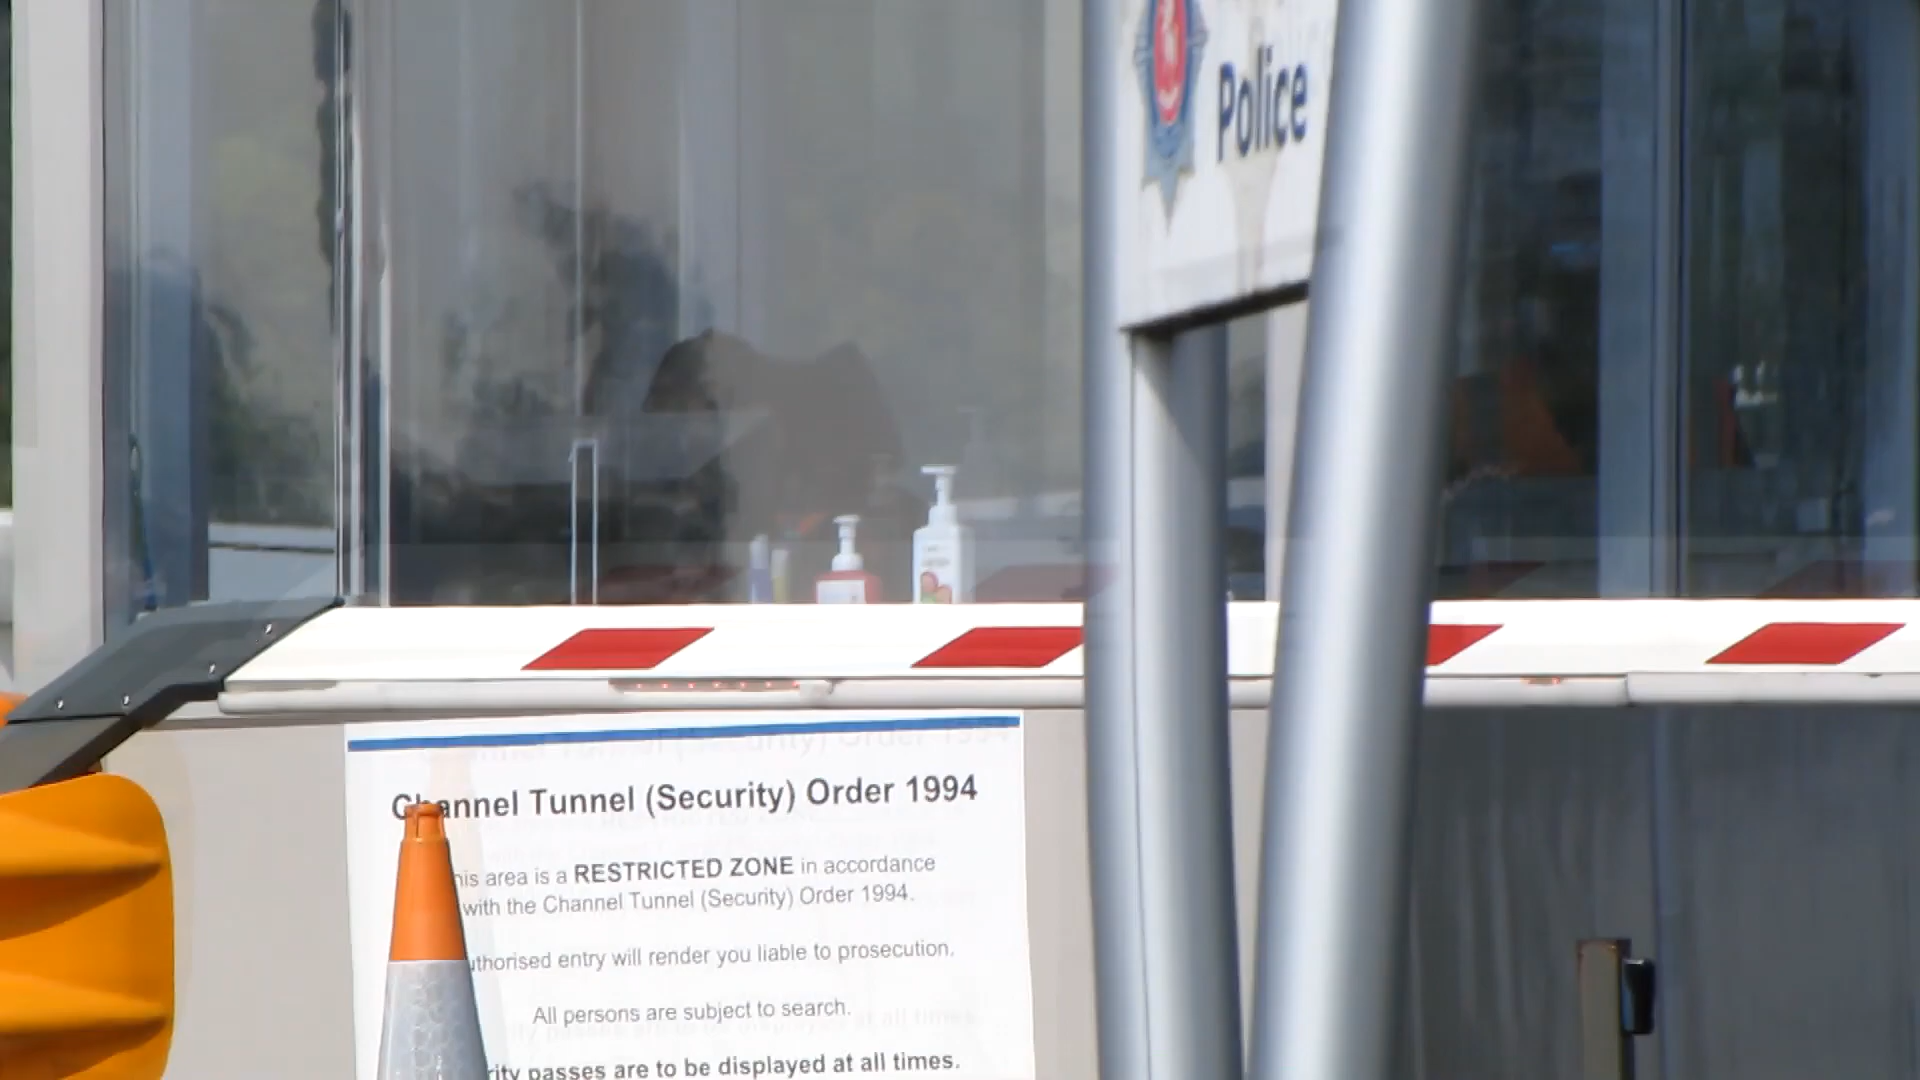 Police
Channel Tunnel (Security) Order 1994
his area is a RESTRICTED ZONE in accordance
with the Channel Tunnel (Security) Order 1994.
uthorised entry will render you liable to prosecution.
All persons are subject to search.
rity passes are to be displayed at all times.